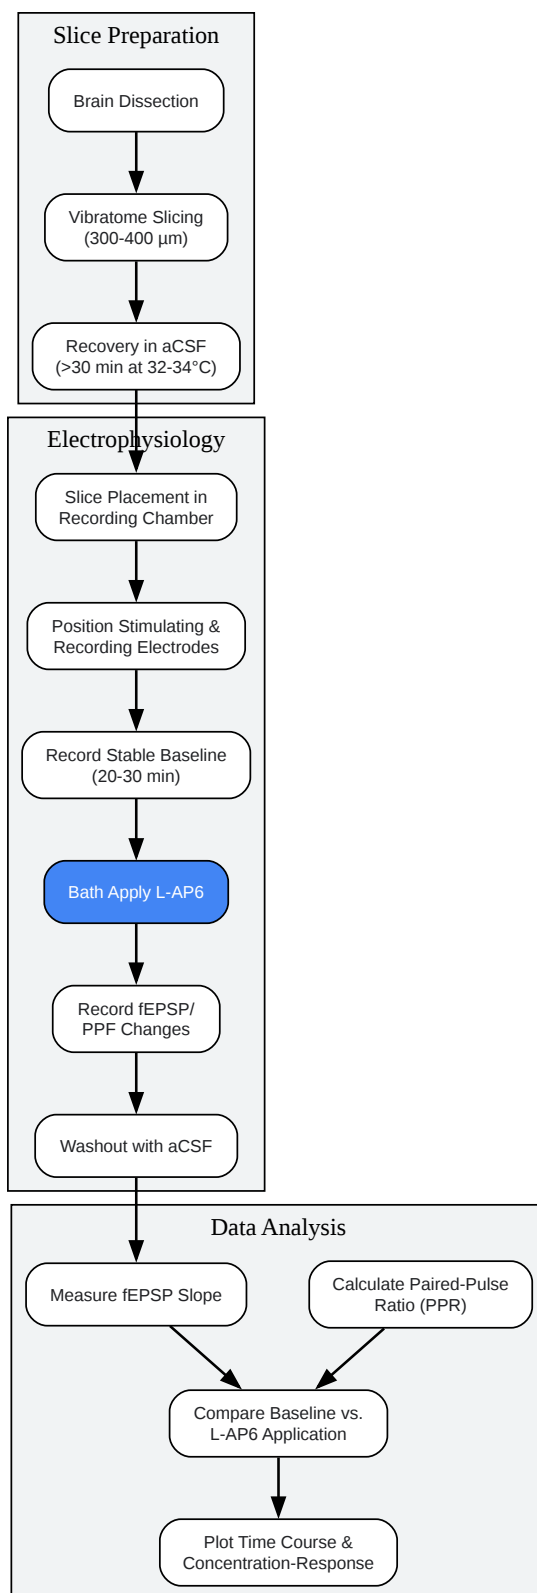 Slice Preparation
Brain Dissection
Vibratome Slicing
(300-400 µm)
Recovery in aCSF
(>30 min at 32-34°C)
Electrophysiology
Slice Placement in
Recording Chamber
Position Stimulating &
Recording Electrodes
Record Stable Baseline
(20-30 min)
Bath Apply L-AP6
Record fEPSP/
PPF Changes
Washout with aCSF
Data Analysis
Measure fEPSP Slope
Calculate Paired-Pulse
Ratio (PPR)
Compare Baseline vs.
L-AP6 Application
Plot Time Course &
Concentration-Response